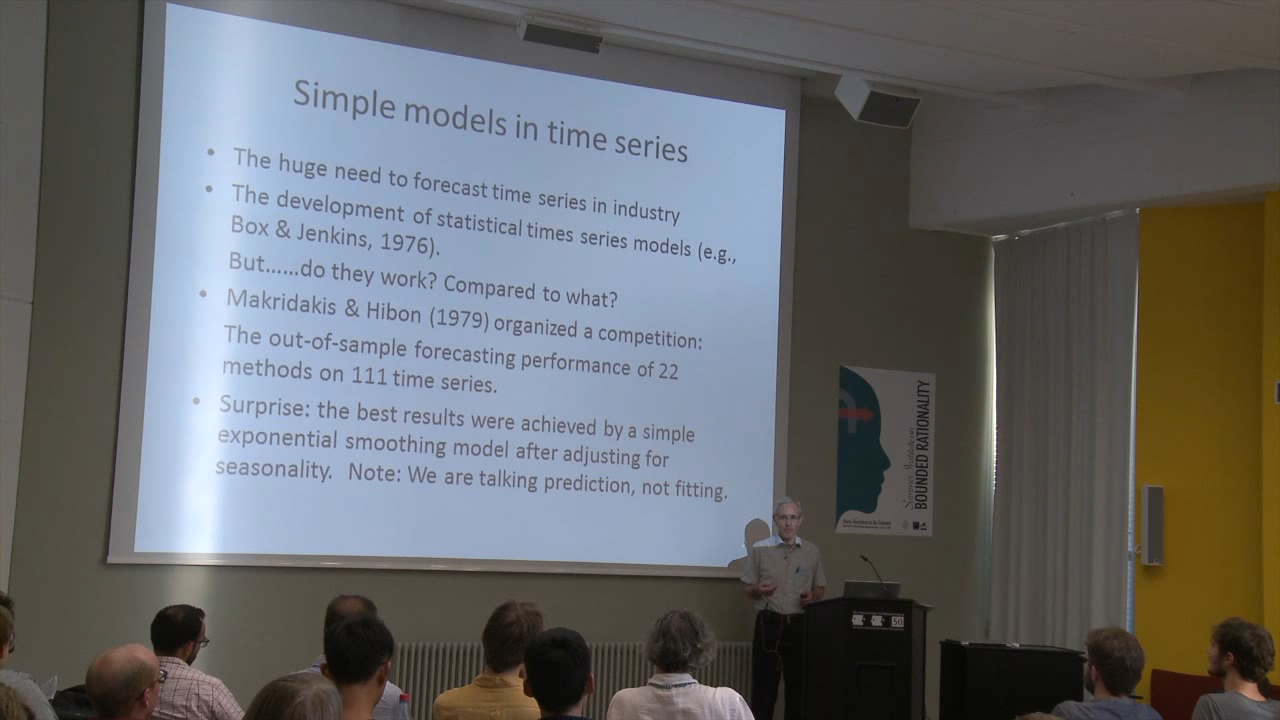 Simple models in time series
• The huge need to forecast time series in industry
• The development of statistical times series models (e.g.,
Box & Jenkins, 1976).
But......do they work? Compared to what?
• Makridakis & Hibon (1979) organized a competition:
The out-of-sample forecasting performance of 22
methods on 111 time series.
• Surprise: the best results were achieved by a simple
exponential smoothing model after adjusting for
seasonality. Note: We are talking prediction, not fitting.
Summer Institute on
BOUNDED RATIONALITY
50